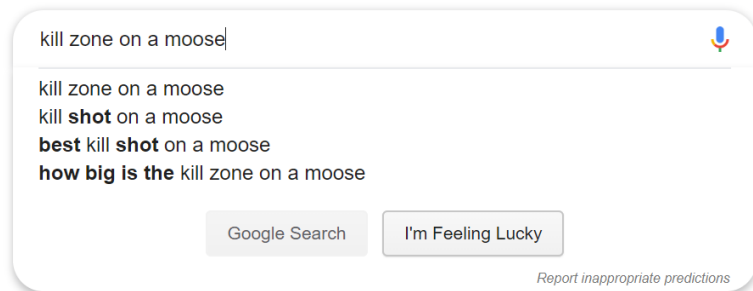 kill zone on a moose
kill zone on a moose
kill shot on a moose
best kill shot on a moose
how big is the kill zone on a moose
Google Search
I'm Feeling Lucky
Report inappropriate predictions